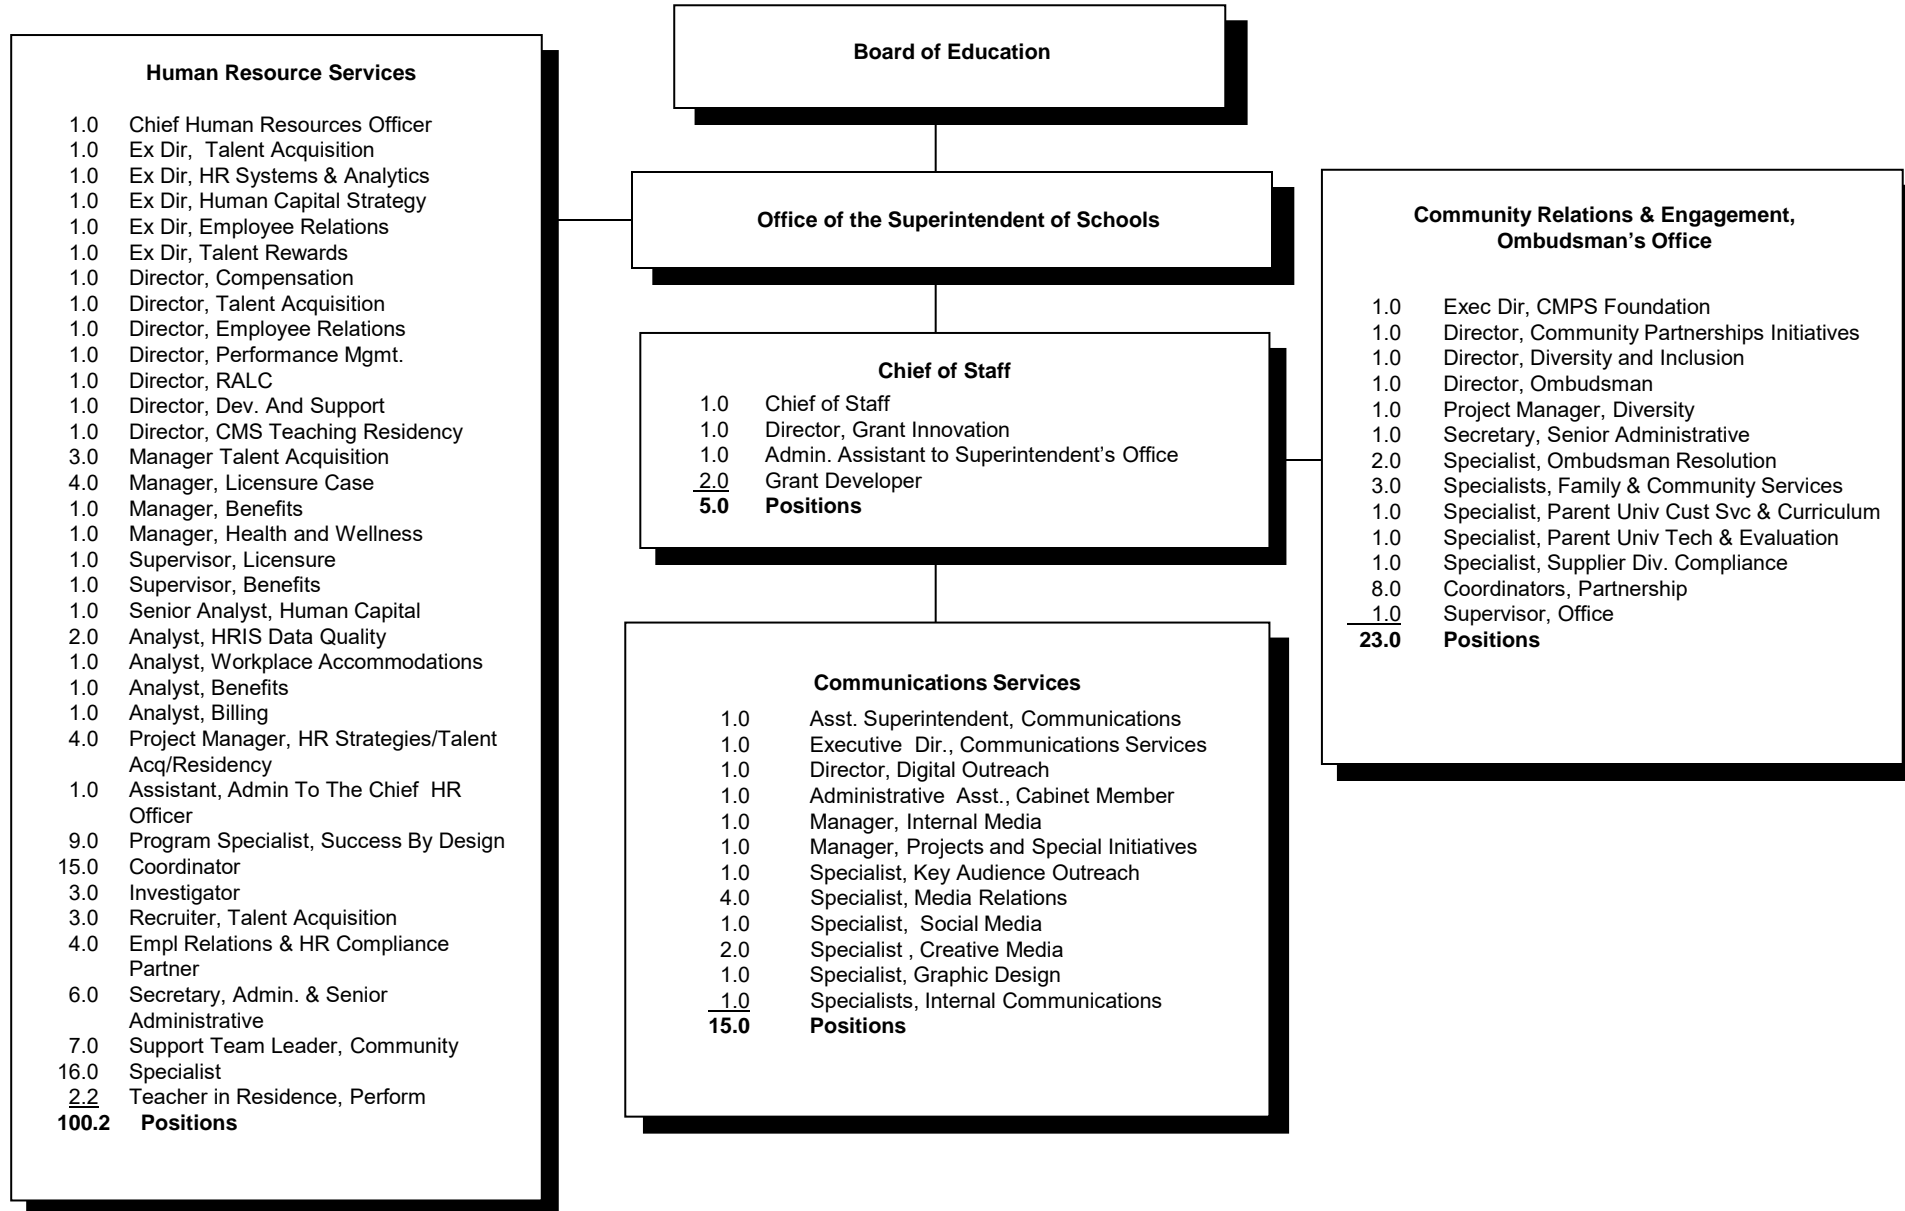 Board of Education
Human Resource Services
1.0 Chief Human Resources Officer
1.0 Ex Dir, Talent Acquisition
1.0 Ex Dir, HR Systems & Analytics
1.0 Ex Dir, Human Capital Strategy
1.0 Ex Dir, Employee Relations
1.0 Ex Dir, Talent Rewards
1.0 Director, Compensation
1.0 Director, Talent Acquisition
1.0 Director, Employee Relations
1.0 Director, Performance Mgmt.
1.0 Director, RALC
1.0 Director, Dev. And Support
1.0 Director, CMS Teaching Residency
3.0 Manager Talent Acquisition
4.0 Manager, Licensure Case
1.0 Manager, Benefits
1.0 Manager, Health and Wellness
1.0 Supervisor, Licensure
1.0 Supervisor, Benefits
1.0 Senior Analyst, Human Capital
2.0 Analyst, HRIS Data Quality
1.0 Analyst, Workplace Accommodations
1.0 Analyst, Benefits
1.0 Analyst, Billing
4.0 Project Manager, HR Strategies/Talent
Acq/Residency
1.0 Assistant, Admin To The Chief HR
Officer
9.0 Program Specialist, Success By Design
15.0 Coordinator
3.0 Investigator
3.0 Recruiter, Talent Acquisition
4.0 Empl Relations & HR Compliance
Partner
6.0 Secretary, Admin. & Senior
Administrative
7.0 Support Team Leader, Community
16.0 Specialist
2.2 Teacher in Residence, Perform
100.2 Positions
Office of the Superintendent of Schools
Chief of Staff
1.0 Chief of Staff
1.0 Director, Grant Innovation
1.0 Admin. Assistant to Superintendent’s Office
2.0 Grant Developer
5.0 Positions
Communications Services
1.0 Asst. Superintendent, Communications
1.0 Executive Dir., Communications Services
1.0 Director, Digital Outreach
1.0 Administrative Asst., Cabinet Member
1.0 Manager, Internal Media
1.0 Manager, Projects and Special Initiatives
1.0 Specialist, Key Audience Outreach
4.0 Specialist, Media Relations
1.0 Specialist, Social Media
2.0 Specialist , Creative Media
1.0 Specialist, Graphic Design
1.0 Specialists, Internal Communications
15.0 Positions
Community Relations & Engagement,
Ombudsman’s Office
1.0 Exec Dir, CMPS Foundation
1.0 Director, Community Partnerships Initiatives
1.0 Director, Diversity and Inclusion
1.0 Director, Ombudsman
1.0 Project Manager, Diversity
1.0 Secretary, Senior Administrative
2.0 Specialist, Ombudsman Resolution
3.0 Specialists, Family & Community Services
1.0 Specialist, Parent Univ Cust Svc & Curriculum
1.0 Specialist, Parent Univ Tech & Evaluation
1.0 Specialist, Supplier Div. Compliance
8.0 Coordinators, Partnership
1.0 Supervisor, Office
23.0 Positions